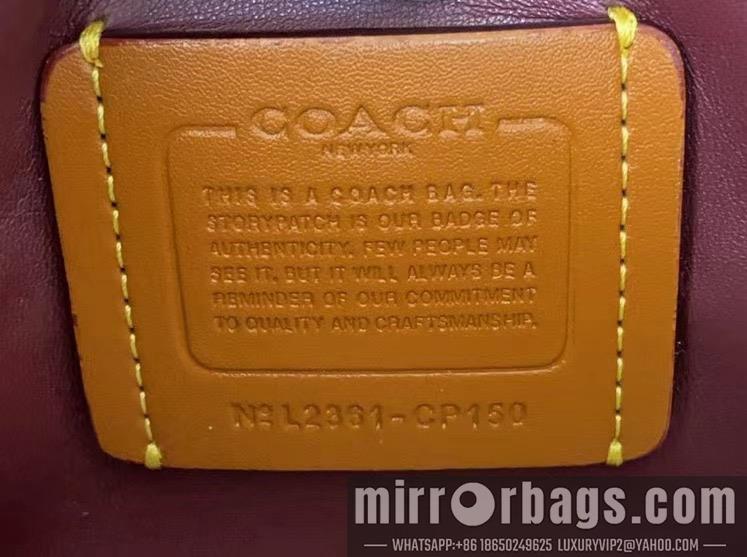 COACH
NEW YORK
THIS IS A COACH BAG. THE
STORYPATCH IS OUR BADGE OF
AUTHENTICITY. FEW PEOPLE MAY
SEE IT, BUT IT WILL ALWAYS BE A
REMINDER OF OUR COMMITMENT
TO QUALITY AND CRAFTSMANSHIP.
Nº L2361-CP150
mirrorbags.com
WHATSAPP:+86 18650249625 LUXURYVIP2@YAHOO.COM